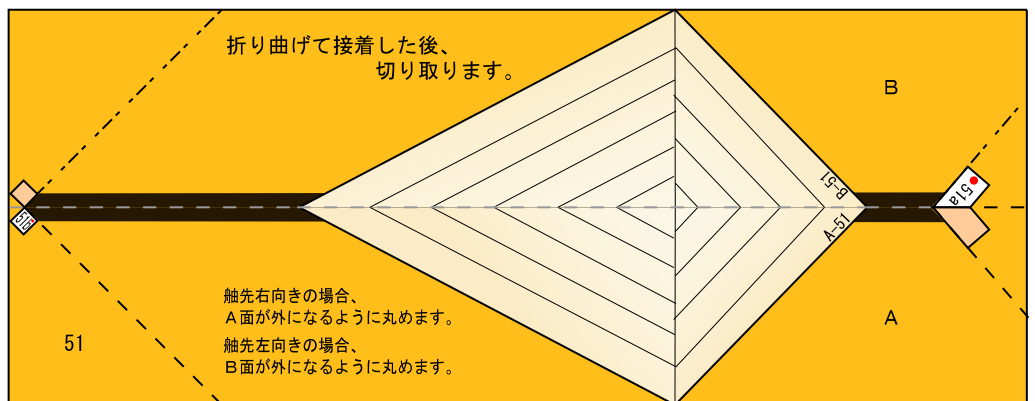 折り曲げて接着した後、
切り取ります。
B
B-51
51a
51b
A-51
舳先右向きの場合、
A面が外になるように丸めます。
舳先左向きの場合、
B面が外になるように丸めます。
A
51